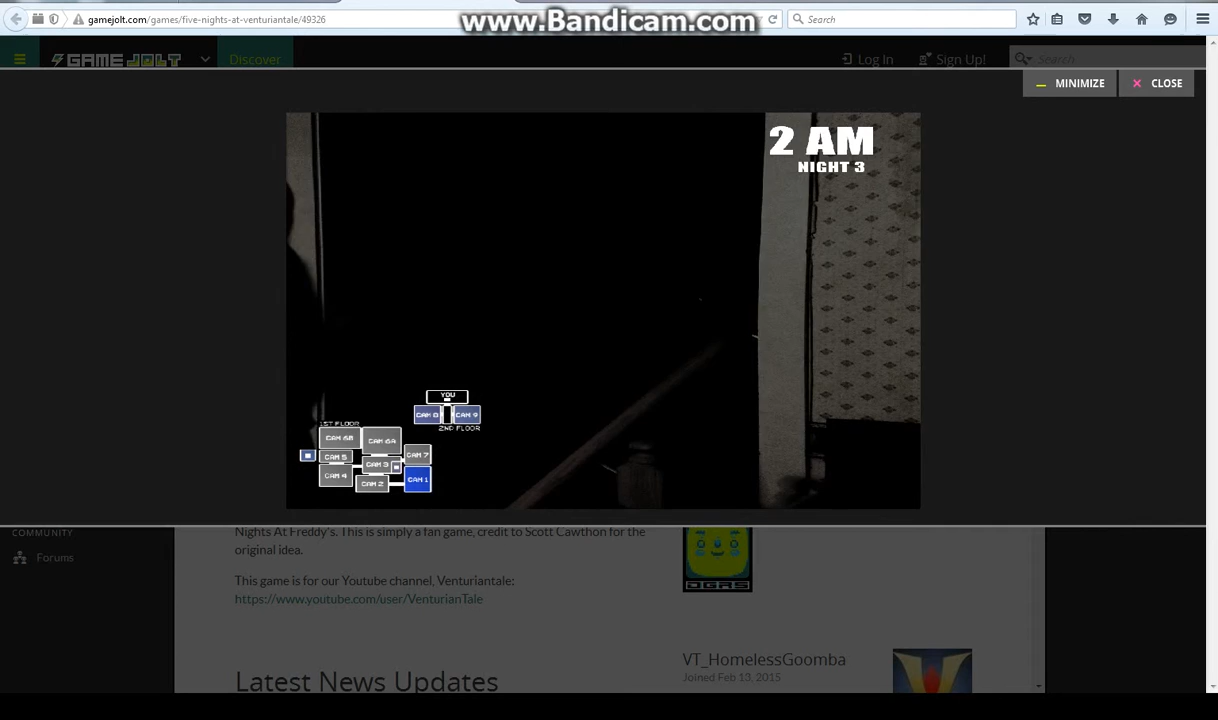 www.Bandicam.com
gamejolt.com/games/five-nights-at-venturiantale/49326
Search
GAME JOLT
Discover
Log In
Sign Up!
Search
MINIMIZE
CLOSE
2 AM
NIGHT 3
YOU
CAM 8
CAM 9
2ND FLOOR
1ST FLOOR
CAM 6B
CAM 6A
CAM 5
CAM 3
CAM 7
CAM 4
CAM 2
CAM 1
COMMUNITY
Forums
Nights At Freddy's. This is simply a fan game, credit to Scott Cawthon for the
original idea.
This game is for our Youtube channel, Venturiantale:
https://www.youtube.com/user/VenturianTale
VT_HomelessGoomba
Joined Feb 13, 2015
Latest News Updates